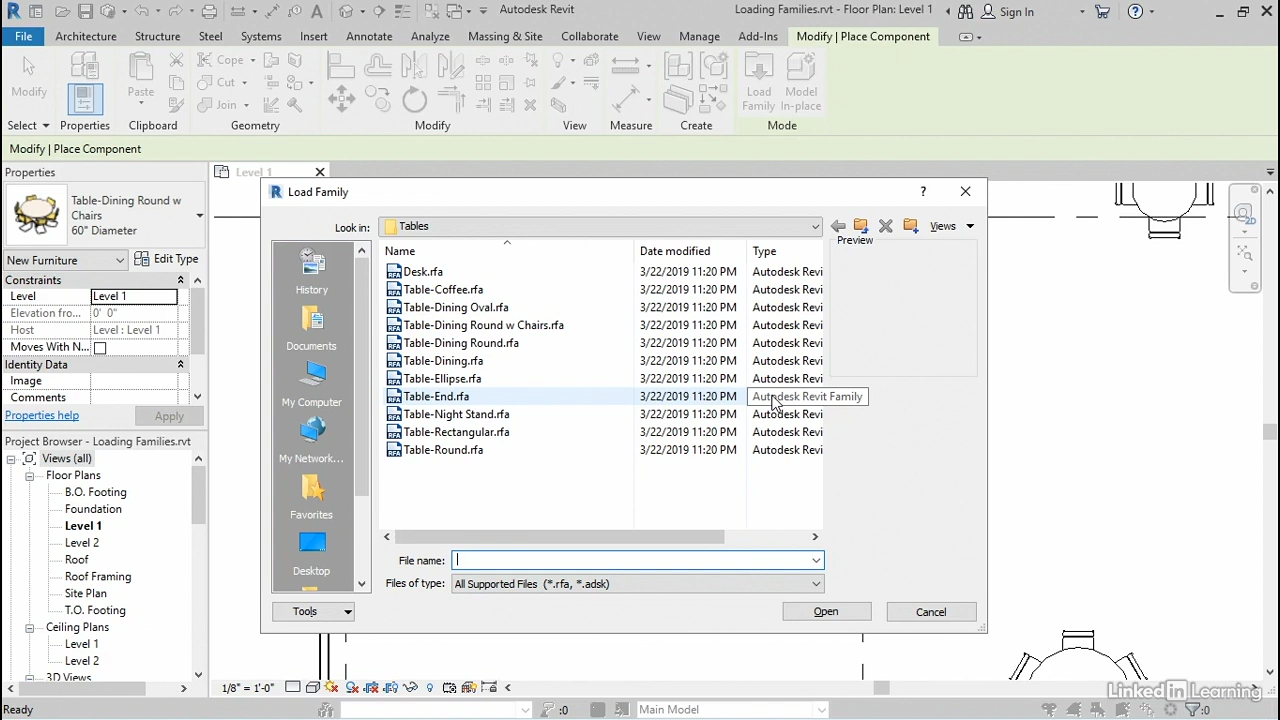 Autodesk Revit
Loading Families.rvt - Floor Plan: Level 1
Sign In
File
Architecture
Structure
Steel
Systems
Insert
Annotate
Analyze
Massing & Site
Collaborate
View
Manage
Add-Ins
Modify | Place Component
Modify
Paste
Cope
Cut
Join
Load
Family
Model
In-place
Select
Properties
Clipboard
Geometry
Modify
View
Measure
Create
Mode
Modify | Place Component
Properties
Level 1
Table-Dining Round w
Chairs
60" Diameter
New Furniture
Edit Type
Constraints
Level
Level 1
Elevation fro...
0' 0"
Host
Level : Level 1
Moves With N...
Identity Data
Image
Comments
Properties help
Apply
Project Browser - Loading Families.rvt
Views (all)
Floor Plans
B.O. Footing
Foundation
Level 1
Level 2
Roof
Roof Framing
Site Plan
T.O. Footing
Ceiling Plans
Level 1
Level 2
3D Views
Load Family
?
Look in:
Tables
Views
History
Documents
My Computer
My Network...
Favorites
Desktop
Name
Date modified
Type
Desk.rfa 3/22/2019 11:20 PM Autodesk Revi
Table-Coffee.rfa 3/22/2019 11:20 PM Autodesk Revi
Table-Dining Oval.rfa 3/22/2019 11:20 PM Autodesk Revi
Table-Dining Round w Chairs.rfa 3/22/2019 11:20 PM Autodesk Revi
Table-Dining Round.rfa 3/22/2019 11:20 PM Autodesk Revi
Table-Dining.rfa 3/22/2019 11:20 PM Autodesk Revi
Table-Ellipse.rfa 3/22/2019 11:20 PM Autodesk Revi
Table-End.rfa 3/22/2019 11:20 PM Autodesk Revit Family
Table-Night Stand.rfa 3/22/2019 11:20 PM Autodesk Revi
Table-Rectangular.rfa 3/22/2019 11:20 PM Autodesk Revi
Table-Round.rfa 3/22/2019 11:20 PM Autodesk Revi
Preview
File name:
Files of type:
All Supported Files (*.rfa, *.adsk)
Tools
Open
Cancel
1/8" = 1'-0"
Ready
:0
Main Model
:0
Linked in Learning